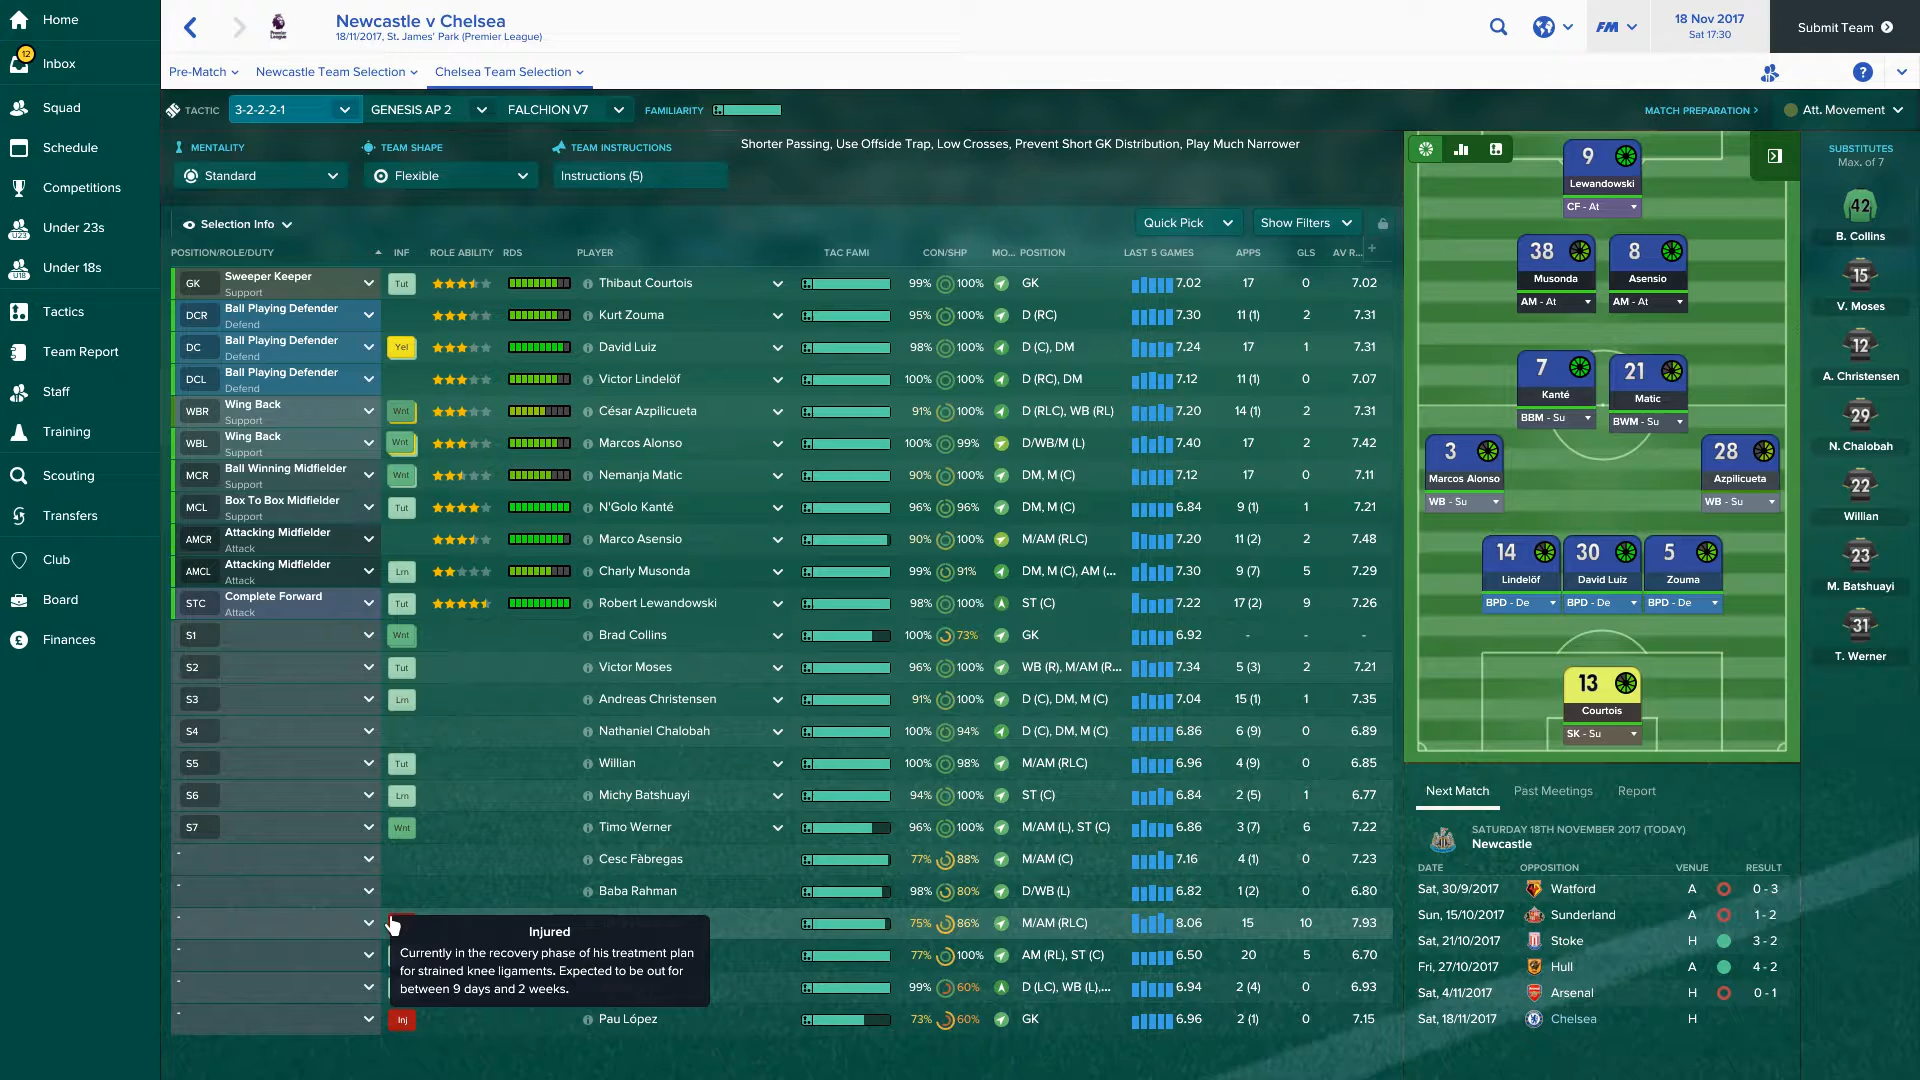 Home
12
Inbox
Squad
Schedule
Competitions
U23
Under 23s
U18
Under 18s
Tactics
Team Report
Staff
Training
Scouting
Transfers
Club
Board
Finances
Newcastle v Chelsea
18/11/2017, St. James' Park (Premier League)
FM
18 Nov 2017
Sat 17:30
Submit Team
Pre-Match
Newcastle Team Selection
Chelsea Team Selection
?
TACTIC 3-2-2-2-1 GENESIS AP 2 FALCHION V7 FAMILIARITY
MATCH PREPARATION > Att. Movement
MENTALITY TEAM SHAPE TEAM INSTRUCTIONS
Standard Flexible Instructions (5)
Shorter Passing, Use Offside Trap, Low Crosses, Prevent Short GK Distribution, Play Much Narrower
Selection Info Quick Pick Show Filters
POSITION/ROLE/DUTY INF ROLE ABILITY RDS PLAYER TAC FAMI CON/SHP MO... POSITION LAST 5 GAMES APPS GLS AV R...
GK Sweeper Keeper Support Tut Thibaut Courtois 99% 100% GK 7.02 17 0 7.02
DCR Ball Playing Defender Defend Kurt Zouma 95% 100% D (RC) 7.30 11 (1) 2 7.31
DC Ball Playing Defender Defend Yel David Luiz 98% 100% D (C), DM 7.24 17 1 7.31
DCL Ball Playing Defender Defend Victor Lindelöf 100% 100% D (RC), DM 7.12 11 (1) 0 7.07
WBR Wing Back Support Wnt César Azpilicueta 91% 100% D (RLC), WB (RL) 7.20 14 (1) 2 7.31
WBL Wing Back Support Wnt Marcos Alonso 100% 99% D/WB/M (L) 7.40 17 2 7.42
MCR Ball Winning Midfielder Support Wnt Nemanja Matic 90% 100% DM, M (C) 7.12 17 0 7.11
MCL Box To Box Midfielder Support Tut N'Golo Kanté 96% 96% DM, M (C) 6.84 9 (1) 1 7.21
AMCR Attacking Midfielder Attack Marco Asensio 90% 100% M/AM (RLC) 7.20 11 (2) 2 7.48
AMCL Attacking Midfielder Attack Lrn Charly Musonda 99% 91% DM, M (C), AM (... 7.30 9 (7) 5 7.29
STC Complete Forward Attack Tut Robert Lewandowski 98% 100% ST (C) 7.22 17 (2) 9 7.26
S1 Wnt Brad Collins 100% 73% GK 6.92 - - -
S2 Tut Victor Moses 96% 100% WB (R), M/AM (R... 7.34 5 (3) 2 7.21
S3 Lrn Andreas Christensen 91% 100% D (C), DM, M (C) 7.04 15 (1) 1 7.35
S4 Nathaniel Chalobah 100% 94% D (C), DM, M (C) 6.86 6 (9) 0 6.89
S5 Tut Willian 100% 98% M/AM (RLC) 6.96 4 (9) 0 6.85
S6 Lrn Michy Batshuayi 94% 100% ST (C) 6.84 2 (5) 1 6.77
S7 Wnt Timo Werner 96% 100% M/AM (L), ST (C) 6.86 3 (7) 6 7.22
- Cesc Fàbregas 77% 88% M/AM (C) 7.16 4 (1) 0 7.23
- Baba Rahman 98% 80% D/WB (L) 6.82 1 (2) 0 6.80
- 75% 86% M/AM (RLC) 8.06 15 10 7.93
- 77% 100% AM (RL), ST (C) 6.50 20 5 6.70
- 99% 60% D (LC), WB (L),... 6.94 2 (4) 0 6.93
- Inj Pau López 73% 60% GK 6.96 2 (1) 0 7.15
Injured
Currently in the recovery phase of his treatment plan
for strained knee ligaments. Expected to be out for
between 9 days and 2 weeks.
9
Lewandowski
CF - At
38 8
Musonda Asensio
AM - At AM - At
7 21
Kanté Matic
BBM - Su BWM - Su
3 28
Marcos Alonso Azpilicueta
WB - Su WB - Su
14 30 5
Lindelöf David Luiz Zouma
BPD - De BPD - De BPD - De
13
Courtois
SK - Su
SUBSTITUTES
Max. of 7
42
B. Collins
15
V. Moses
12
A. Christensen
29
N. Chalobah
22
Willian
23
M. Batshuayi
31
T. Werner
Next Match Past Meetings Report
SATURDAY 18TH NOVEMBER 2017 (TODAY)
Newcastle
DATE OPPOSITION VENUE RESULT
Sat, 30/9/2017 Watford A 0 - 3
Sun, 15/10/2017 Sunderland A 1 - 2
Sat, 21/10/2017 Stoke H 3 - 2
Fri, 27/10/2017 Hull A 4 - 2
Sat, 4/11/2017 Arsenal H 0 - 1
Sat, 18/11/2017 Chelsea H